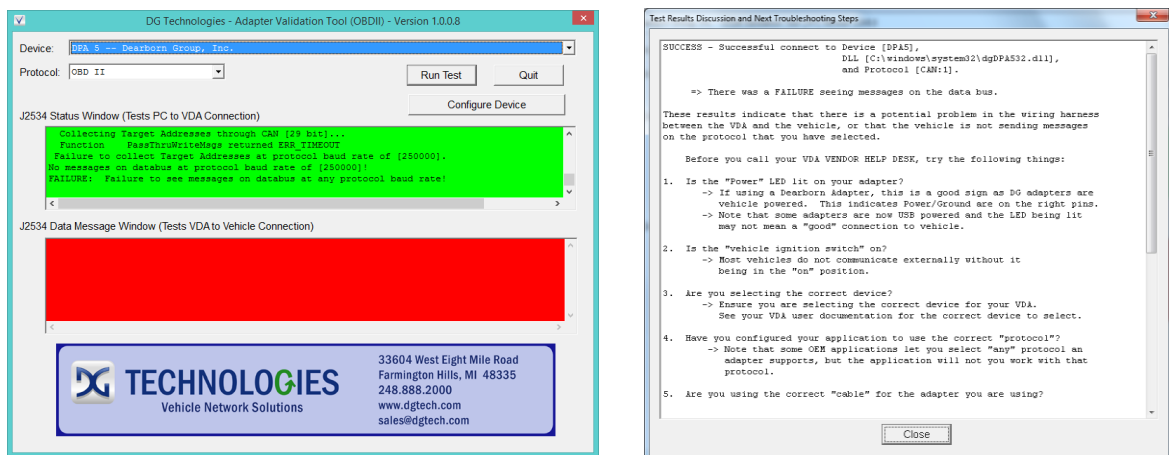 DG Technologies - Adapter Validation Tool (OBDII) - Version 1.0.0.8
Device: DPA 5 -- Dearborn Group, Inc.
Protocol: OBD II
Run Test Quit
Configure Device
J2534 Status Window (Tests PC to VDA Connection)
Collecting Target Addresses through CAN [29 bit]...
Function PassThruWriteMsgs returned ERR_TIMEOUT
Failure to collect Target Addresses at protocol baud rate of [250000].
No messages on databus at protocol baud rate of [250000]!
FAILURE: Failure to see messages on databus at any protocol baud rate!
J2534 Data Message Window (Tests VDA to Vehicle Connection)
DG TECHNOLOGIES
Vehicle Network Solutions
33604 West Eight Mile Road
Farmington Hills, MI 48335
248.888.2000
www.dgtech.com
sales@dgtech.com
Test Results Discussion and Next Troubleshooting Steps
SUCCESS - Successful connect to Device [DPA5],
DLL [C:\windows\system32\dgDPA532.dll],
and Protocol [CAN:1].
=> There was a FAILURE seeing messages on the data bus.
These results indicate that there is a potential problem in the wiring harness
between the VDA and the vehicle, or that the vehicle is not sending messages
on the protocol that you have selected.
Before you call your VDA VENDOR HELP DESK, try the following things:
1. Is the "Power" LED lit on your adapter?
-> If using a Dearborn Adapter, this is a good sign as DG adapters are
vehicle powered. This indicates Power/Ground are on the right pins.
-> Note that some adapters are now USB powered and the LED being lit
may not mean a "good" connection to vehicle.
2. Is the "vehicle ignition switch" on?
-> Most vehicles do not communicate externally without it
being in the "on" position.
3. Are you selecting the correct device?
-> Ensure you are selecting the correct device for your VDA.
See your VDA user documentation for the correct device to select.
4. Have you configured your application to use the correct "protocol"?
-> Note that some OEM applications let you select "any" protocol an
adapter supports, but the application will not you work with that
protocol.
5. Are you using the correct "cable" for the adapter you are using?
Close